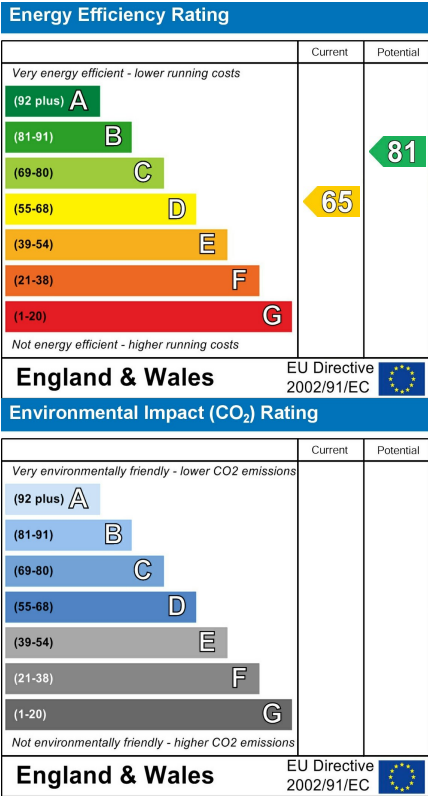 Energy Efficiency Rating
Current Potential
Very energy efficient - lower running costs
(92 plus) A
(81-91) B
81
(69-80) C
(55-68) D
65
(39-54) E
(21-38) F
(1-20) G
Not energy efficient - higher running costs
England & Wales
EU Directive
2002/91/EC
Environmental Impact (CO₂) Rating
Current Potential
Very environmentally friendly - lower CO2 emissions
(92 plus) A
(81-91) B
(69-80) C
(55-68) D
(39-54) E
(21-38) F
(1-20) G
Not environmentally friendly - higher CO2 emissions
England & Wales
EU Directive
2002/91/EC